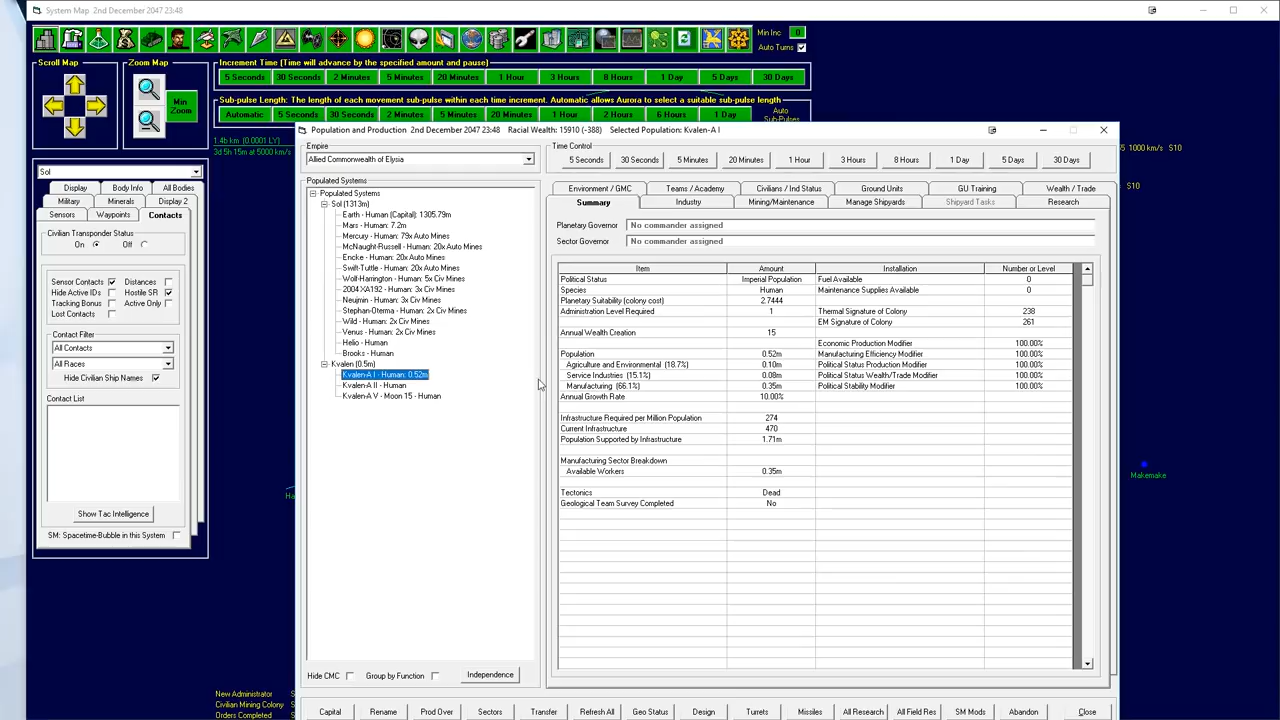 System Map  2nd December 2047 23:48
Min Inc 0
Auto Turns
Scroll Map
Zoom Map
Min Zoom
Increment Time (Time will advance by the specified amount and pause)
5 Seconds 30 Seconds 2 Minutes 5 Minutes 20 Minutes 1 Hour 3 Hours 8 Hours 1 Day 5 Days 30 Days
Sub-pulse Length: The length of each movement sub-pulse within each time increment. Automatic allows Aurora to select a suitable sub-pulse length
Automatic 5 Seconds 30 Seconds 2 Minutes 5 Minutes 20 Minutes 1 Hour 2 Hours 6 Hours 1 Day Auto Sub-Pulses
1.4b km (0.0001 LY)
3d 5h 15m at 5000 km/s
1 5000 km/s S10
S10
Makemake
Ha
Sol
Display Body Info All Bodies
Military Minerals Display 2
Sensors Waypoints Contacts
Civilian Transponder Status
On Off
Sensor Contacts Distances
Hide Active IDs Hostile SR
Tracking Bonus Active Only
Lost Contacts
Contact Filter
All Contacts
All Races
Hide Civilian Ship Names
Contact List
Show Tac Intelligence
SM: Spacetime-Bubble in this System
New Administrator S
Civilian Mining Colony S
Orders Completed S
Population and Production  2nd December 2047 23:48  Racial Wealth: 15910 (-388)  Selected Population: Kvalen-A I
Empire
Allied Commonwealth of Elysia
Time Control
5 Seconds 30 Seconds 5 Minutes 20 Minutes 1 Hour 3 Hours 8 Hours 1 Day 5 Days 30 Days
Populated Systems
Populated Systems
Sol (1313m)
Earth - Human (Capital): 1305.79m
Mars - Human: 7.2m
Mercury - Human: 79x Auto Mines
McNaught-Russell - Human: 20x Auto Mines
Encke - Human: 20x Auto Mines
Swift-Tuttle - Human: 20x Auto Mines
Wolf-Harrington - Human: 5x Civ Mines
2004 XA192 - Human: 3x Civ Mines
Neujmin - Human: 3x Civ Mines
Stephan-Oterma - Human: 2x Civ Mines
Wild - Human: 2x Civ Mines
Venus - Human: 2x Civ Mines
Helio - Human
Brooks - Human
Kvalen (0.5m)
Kvalen-A I - Human: 0.52m
Kvalen-A II - Human
Kvalen-A V - Moon 15 - Human
Hide CMC Group by Function Independence
Environment / GMC Teams / Academy Civilians / Ind Status Ground Units GU Training Wealth / Trade
Summary Industry Mining/Maintenance Manage Shipyards Shipyard Tasks Research
Planetary Governor No commander assigned
Sector Governor No commander assigned
Item Amount Installation Number or Level
Political Status Imperial Population Fuel Available 0
Species Human Maintenance Supplies Available 0
Planetary Suitability (colony cost) 2.7444
Administration Level Required 1 Thermal Signature of Colony 238
EM Signature of Colony 261
Annual Wealth Creation 15
Economic Production Modifier 100.00%
Population 0.52m Manufacturing Efficiency Modifier 100.00%
Agriculture and Environmental (18.7%) 0.10m Political Status Production Modifier 100.00%
Service Industries (15.1%) 0.08m Political Status Wealth/Trade Modifier 100.00%
Manufacturing (66.1%) 0.35m Political Stability Modifier 100.00%
Annual Growth Rate 10.00%
Infrastructure Required per Million Population 274
Current Infrastructure 470
Population Supported by Infrastructure 1.71m
Manufacturing Sector Breakdown
Available Workers 0.35m
Tectonics Dead
Geological Team Survey Completed No
Capital Rename Prod Over Sectors Transfer Refresh All Geo Status Design Turrets Missiles All Research All Field Res SM Mods Abandon Close